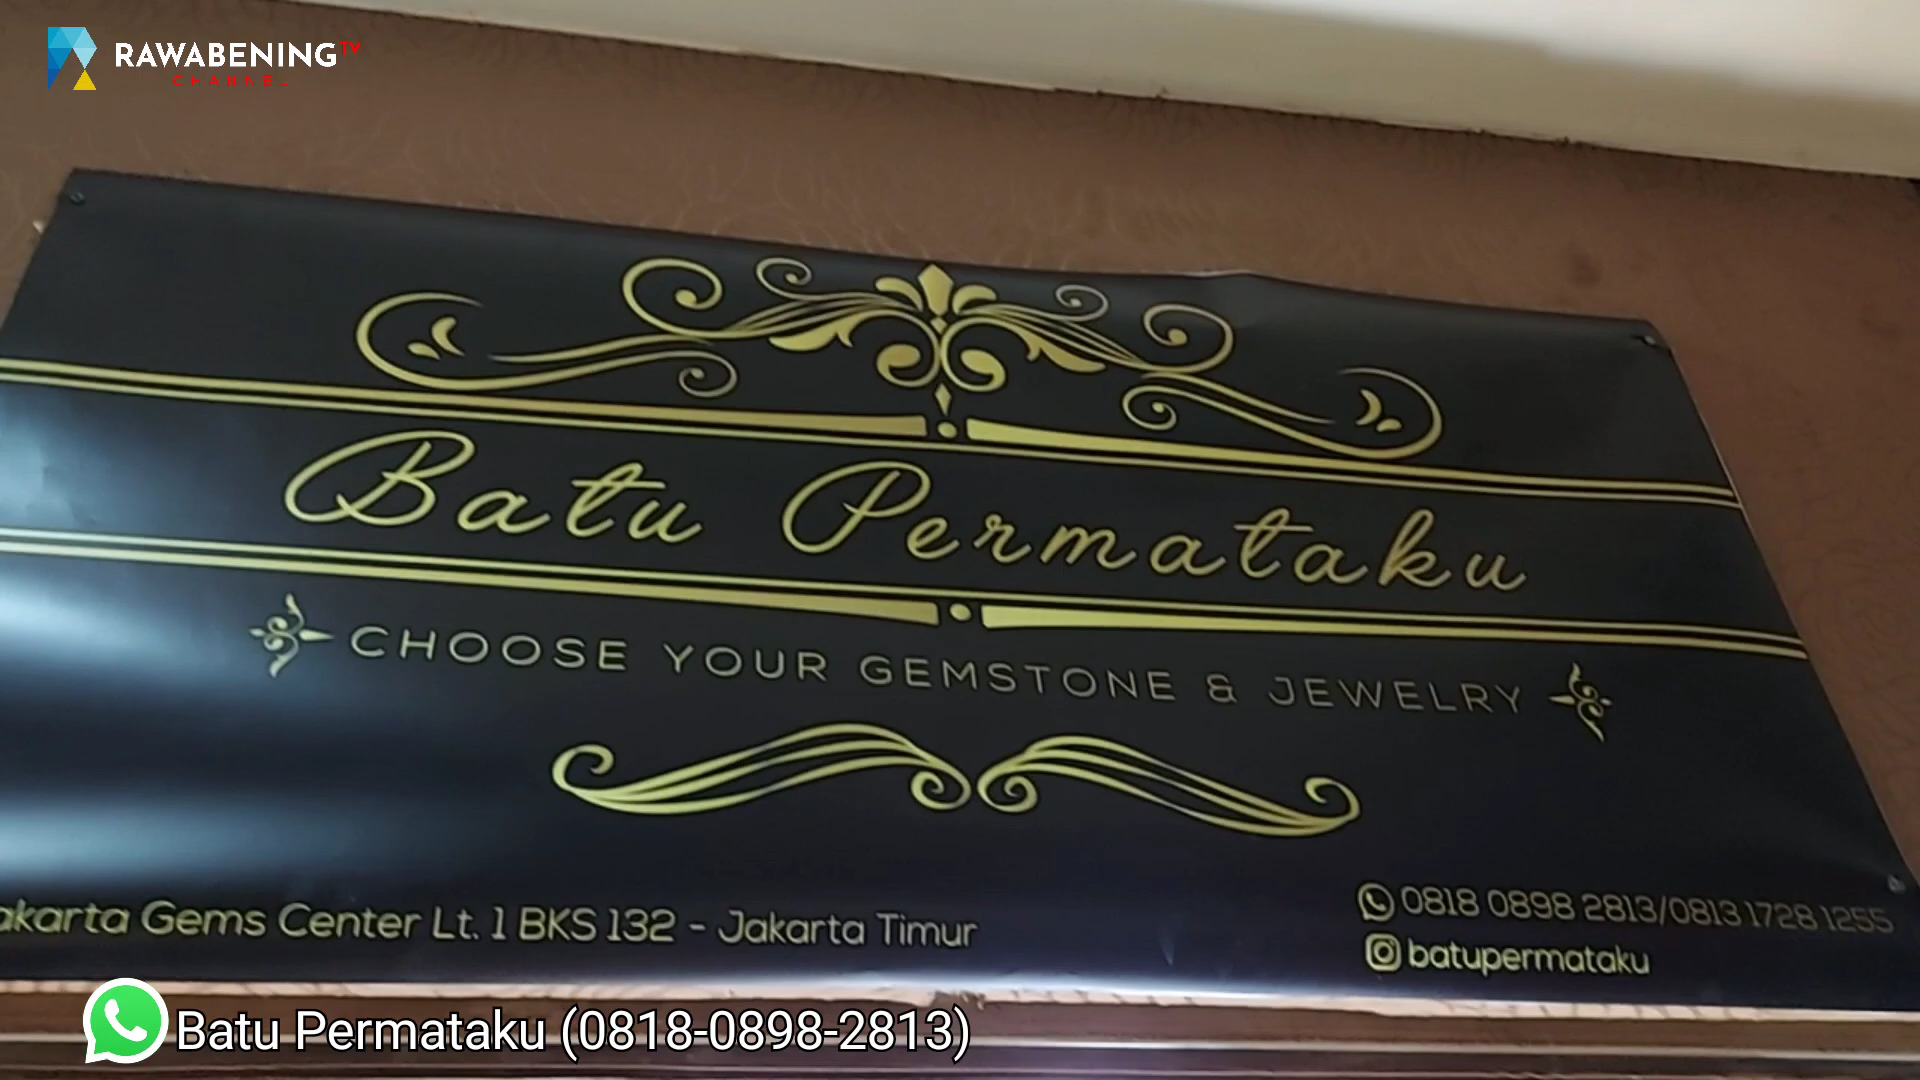 RAWABENING TV
CHANNEL
Batu Permataku
CHOOSE YOUR GEMSTONE & JEWELRY
akarta Gems Center Lt. 1 BKS 132 - Jakarta Timur
0818 0898 2813/0813 1728 1255
batupermataku
Batu Permataku (0818-0898-2813)